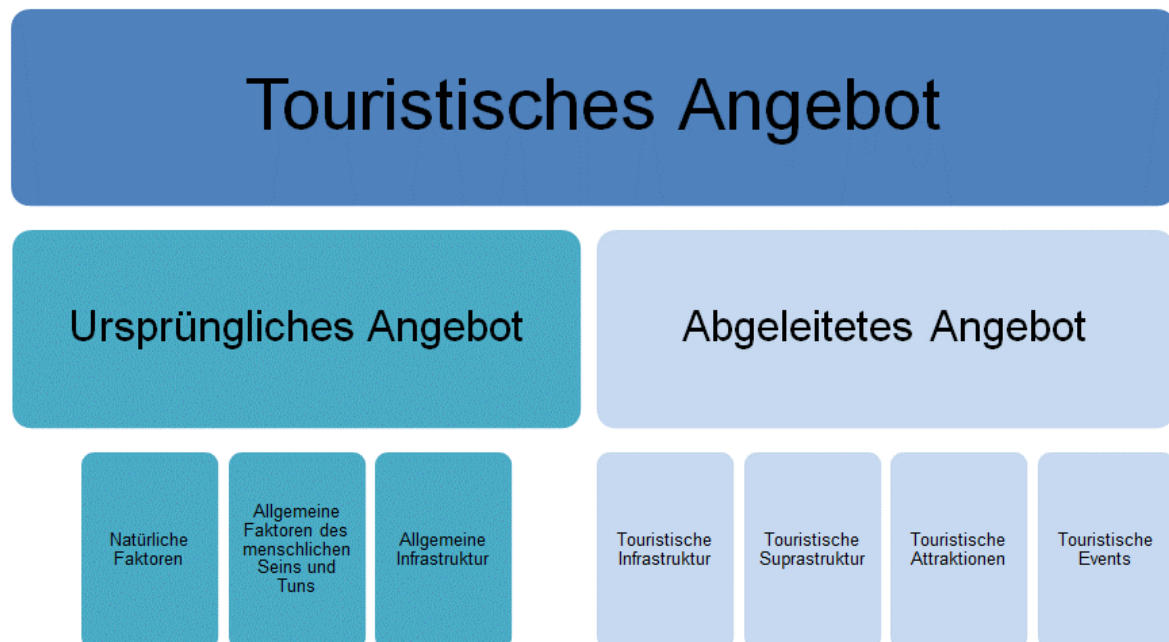 Touristisches Angebot
Ursprüngliches Angebot
Abgeleitetes Angebot
Natürliche
Faktoren
Allgemeine
Faktoren des
menschlichen
Seins und
Tuns
Allgemeine
Infrastruktur
Touristische
Infrastruktur
Touristische
Suprastruktur
Touristische
Attraktionen
Touristische
Events